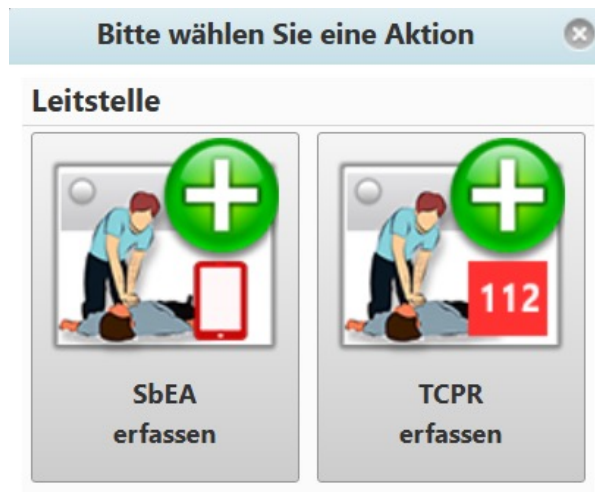 Bitte wählen Sie eine Aktion
Leitstelle
112
SbEA
erfassen
TCPR
erfassen